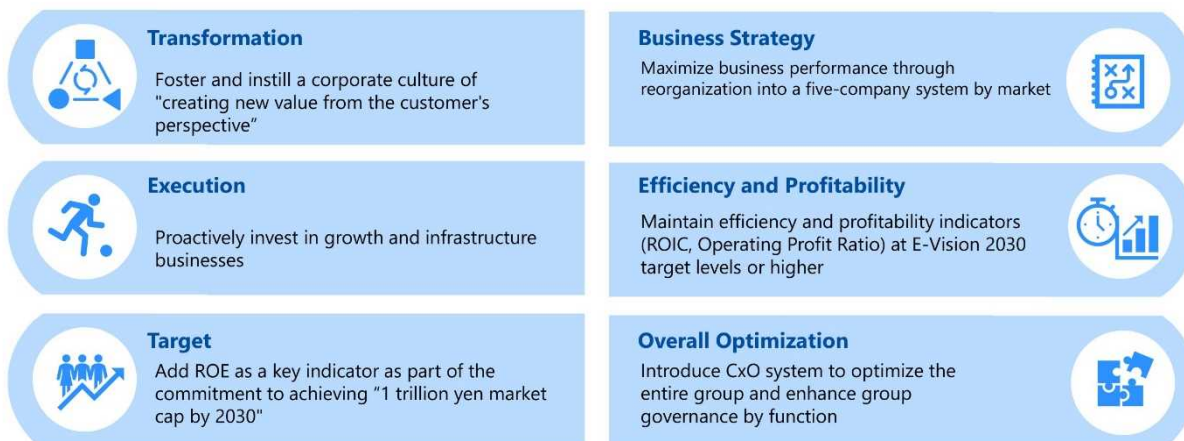 Transformation
Foster and instill a corporate culture of
"creating new value from the customer's
perspective”
Business Strategy
Maximize business performance through
reorganization into a five-company system by market
Execution
Proactively invest in growth and infrastructure
businesses
Efficiency and Profitability
Maintain efficiency and profitability indicators
(ROIC, Operating Profit Ratio) at E-Vision 2030
target levels or higher
Target
Add ROE as a key indicator as part of the
commitment to achieving “1 trillion yen market
cap by 2030"
Overall Optimization
Introduce CxO system to optimize the
entire group and enhance group
governance by function